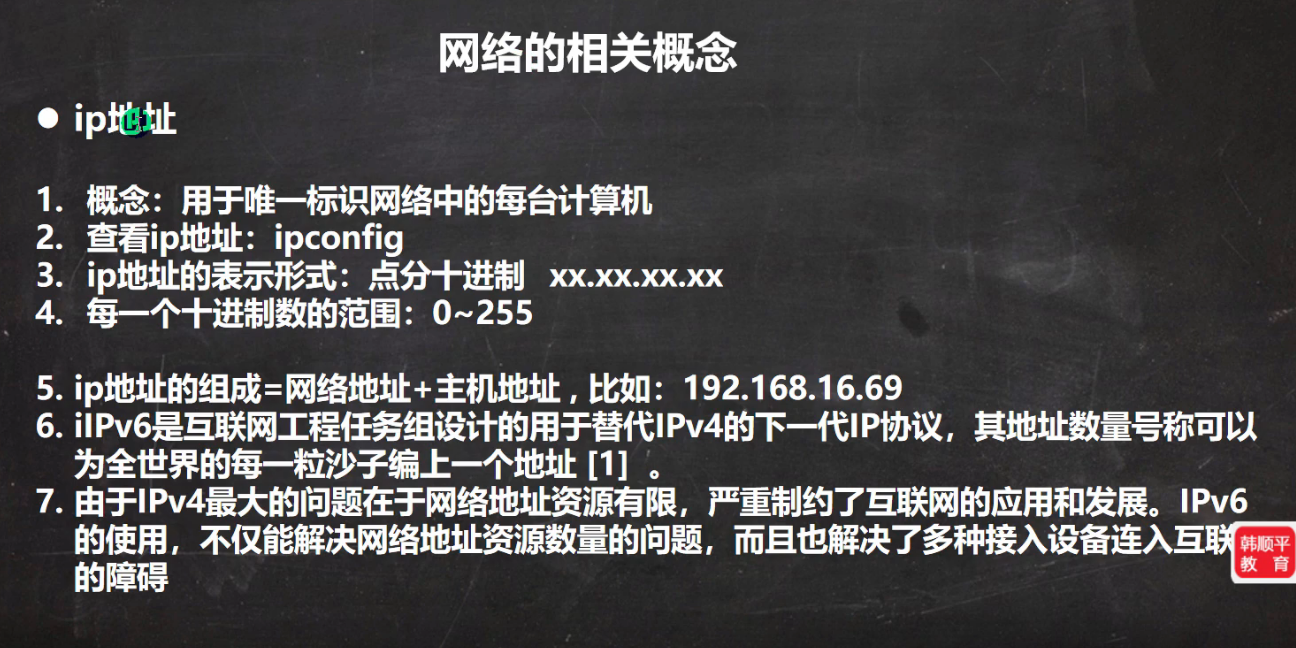 网络的相关概念
● ip地址
1. 概念：用于唯一标识网络中的每台计算机
2. 查看ip地址：ipconfig
3. ip地址的表示形式：点分十进制 xx.xx.xx.xx
4. 每一个十进制数的范围：0~255
5. ip地址的组成=网络地址+主机地址 , 比如：192.168.16.69
6. iIPv6是互联网工程任务组设计的用于替代IPv4的下一代IP协议，其地址数量号称可以
为全世界的每一粒沙子编上一个地址 [1] 。
7. 由于IPv4最大的问题在于网络地址资源有限，严重制约了互联网的应用和发展。IPv6
的使用，不仅能解决网络地址资源数量的问题，而且也解决了多种接入设备连入互联
的障碍
韩顺平
教 育